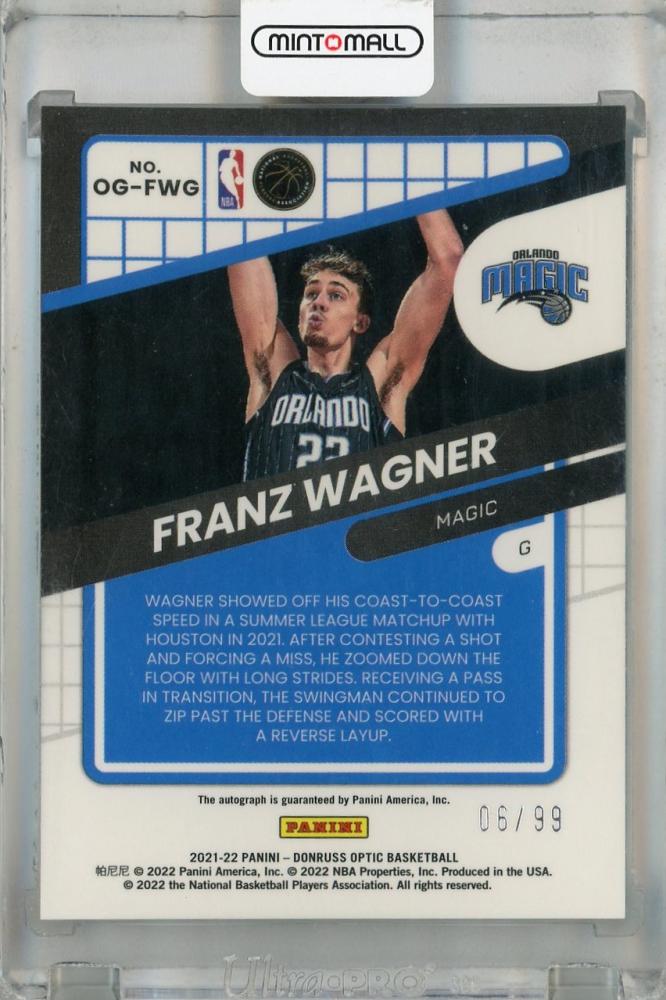 MINTOMALL
NO.
OG-FWG
NBA
ORLANDO
MAGIC
ORLANDO
22
FRANZ WAGNER
MAGIC
G
WAGNER SHOWED OFF HIS COAST-TO-COAST
SPEED IN A SUMMER LEAGUE MATCHUP WITH
HOUSTON IN 2021. AFTER CONTESTING A SHOT
AND FORCING A MISS, HE ZOOMED DOWN THE
FLOOR WITH LONG STRIDES. RECEIVING A PASS
IN TRANSITION, THE SWINGMAN CONTINUED TO
ZIP PAST THE DEFENSE AND SCORED WITH
A REVERSE LAYUP.
The autograph is guaranteed by Panini America, Inc.
PANINI
06/99
2021-22 PANINI – DONRUSS OPTIC BASKETBALL
帕尼尼 © 2022 Panini America, Inc. © 2022 NBA Properties, Inc. Produced in the USA.
© 2022 the National Basketball Players Association. All rights reserved.
Ultra•PRO